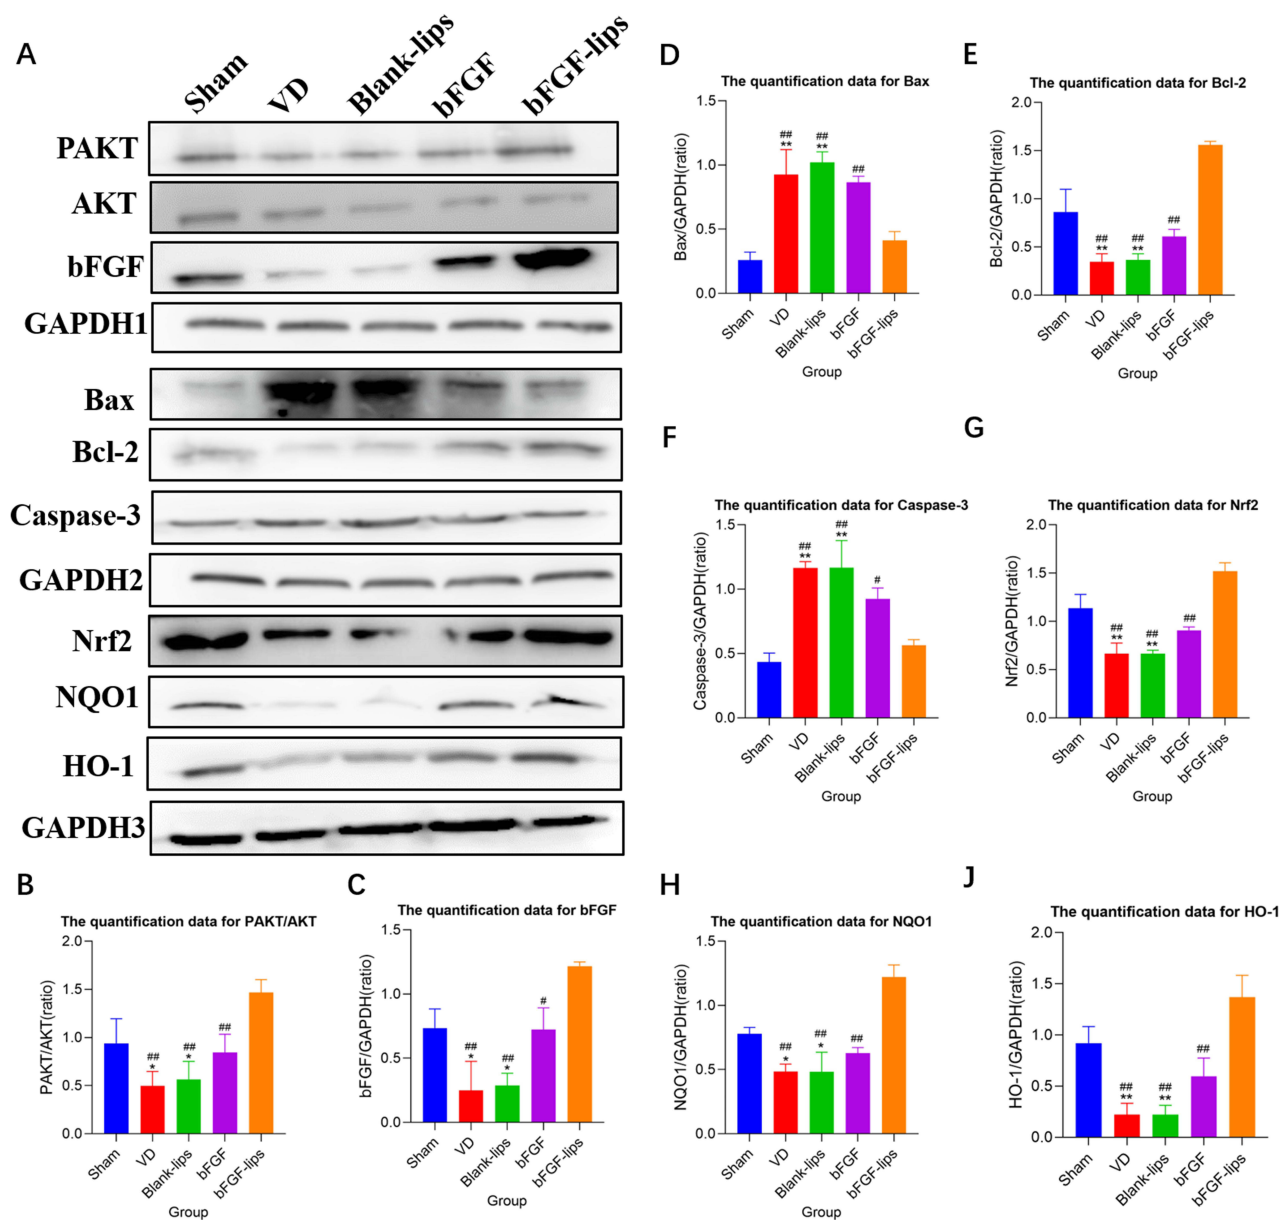 A
Sham
VD
Blank-lips
bFGF
bFGF-lips
PAKT
AKT
bFGF
GAPDH1
Bax
Bcl-2
Caspase-3
GAPDH2
Nrf2
NQO1
HO-1
GAPDH3
D
The quantification data for Bax
Bax/GAPDH(ratio)
1.5
1.0
0.5
0.0
##
**
##
**
##
Sham
VD
Blank-lips
bFGF
bFGF-lips
Group
E
The quantification data for Bcl-2
Bcl-2/GAPDH(ratio)
2.0
1.5
1.0
0.5
0.0
##
**
##
**
##
Sham
VD
Blank-lips
bFGF
bFGF-lips
Group
F
The quantification data for Caspase-3
Caspase-3/GAPDH(ratio)
1.5
1.0
0.5
0.0
##
**
##
**
#
Sham
VD
Blank-lips
bFGF
bFGF-lips
Group
G
The quantification data for Nrf2
Nrf2/GAPDH(ratio)
2.0
1.5
1.0
0.5
0.0
##
**
##
**
##
Sham
VD
Blank-lips
bFGF
bFGF-lips
Group
B
The quantification data for PAKT/AKT
PAKT/AKT(ratio)
2.0
1.5
1.0
0.5
0.0
##
*
##
*
##
Sham
VD
Blank-lips
bFGF
bFGF-lips
Group
C
The quantification data for bFGF
bFGF/GAPDH(ratio)
1.5
1.0
0.5
0.0
##
*
##
*
#
Sham
VD
Blank-lips
bFGF
bFGF-lips
Group
H
The quantification data for NQO1
NQO1/GAPDH(ratio)
1.5
1.0
0.5
0.0
##
*
##
*
##
Sham
VD
Blank-lips
bFGF
bFGF-lips
Group
J
The quantification data for HO-1
HO-1/GAPDH(ratio)
2.0
1.5
1.0
0.5
0.0
##
**
##
**
##
Sham
VD
Blank-lips
bFGF
bFGF-lips
Group